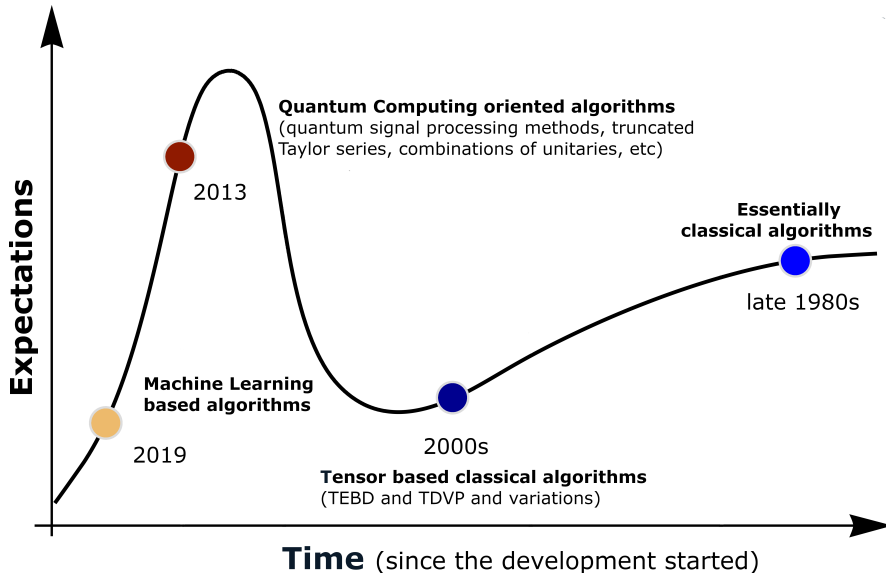 Expectations
Quantum Computing oriented algorithms
(quantum signal processing methods, truncated
Taylor series, combinations of unitaries, etc)
2013
Essentially
classical algorithms
late 1980s
Machine Learning
based algorithms
2019
2000s
Tensor based classical algorithms
(TEBD and TDVP and variations)
Time (since the development started)